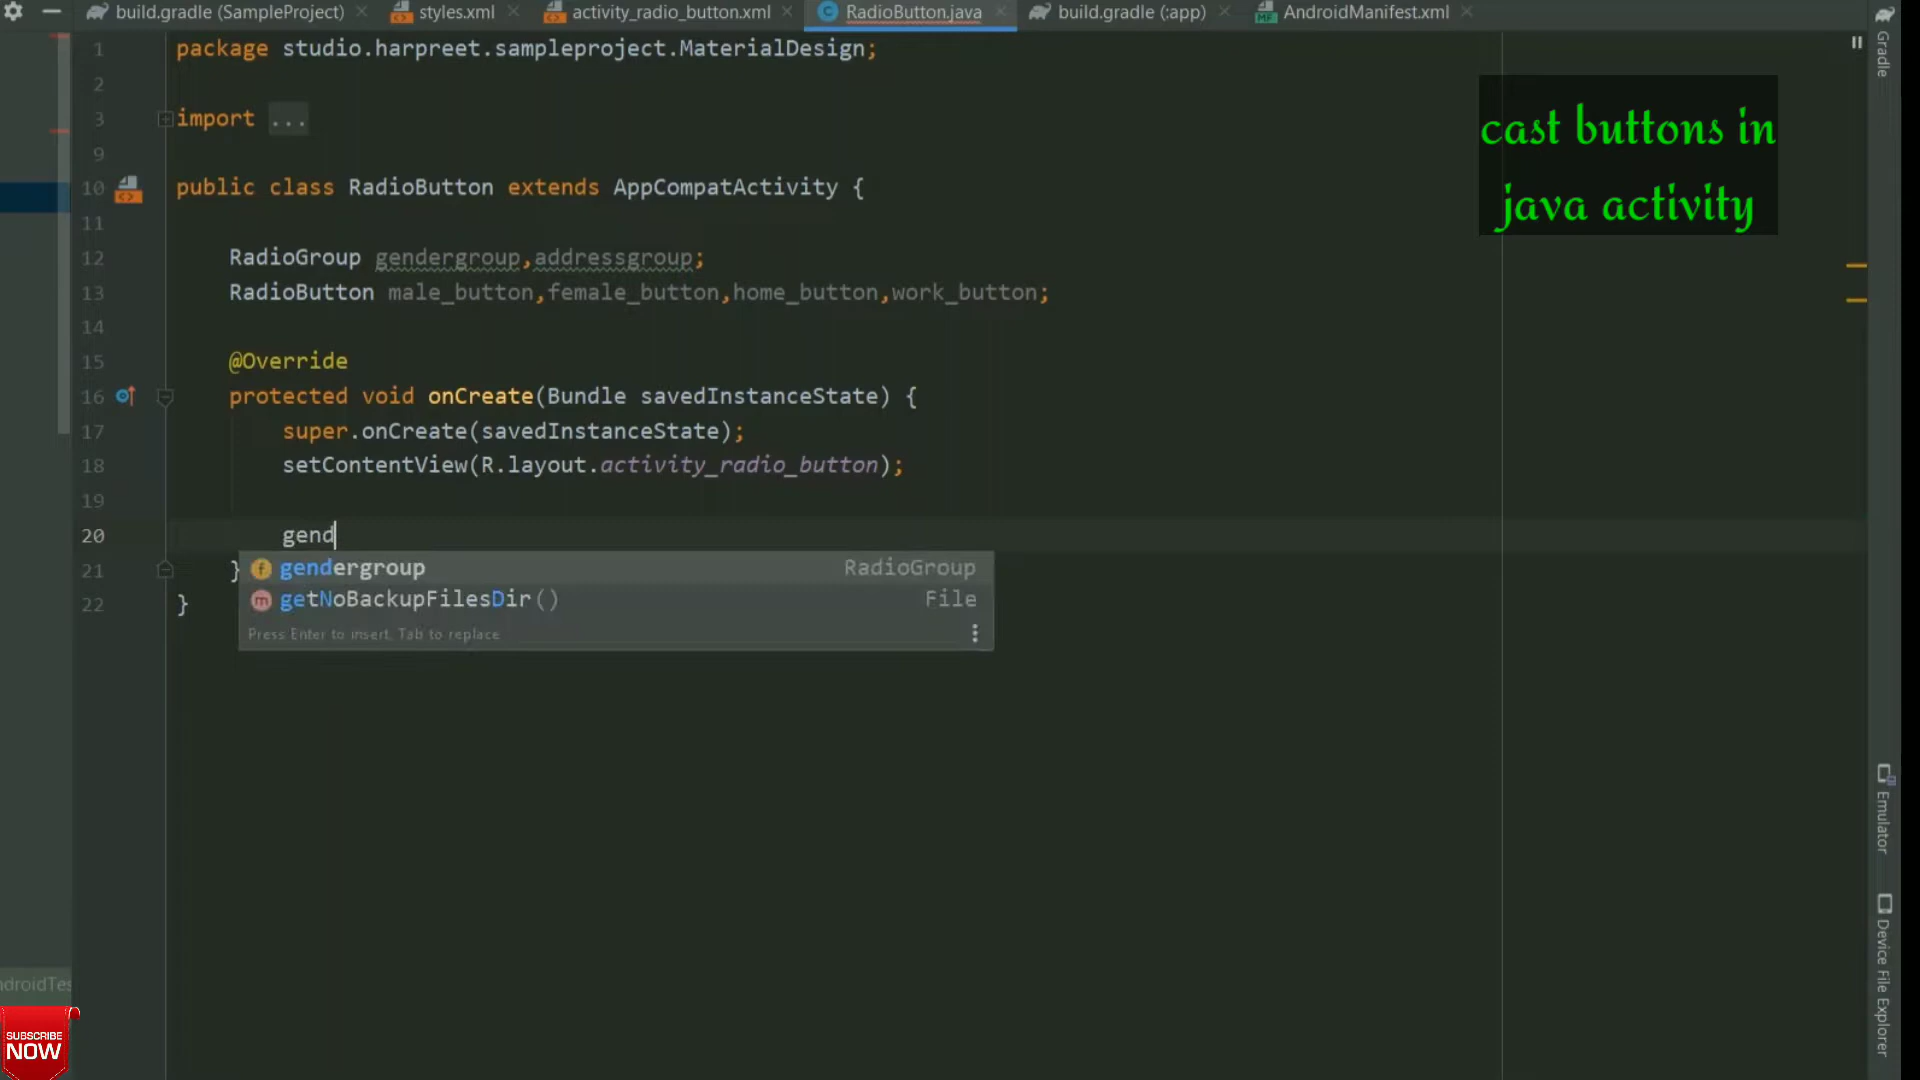 build.gradle (SampleProject) styles.xml activity_radio_button.xml RadioButton.java build.gradle (:app) AndroidManifest.xml
Gradle
1 package studio.harpreet.sampleproject.MaterialDesign;
2
3 import ...
9
10 public class RadioButton extends AppCompatActivity {
11
12 RadioGroup gendergroup,addressgroup;
13 RadioButton male_button,female_button,home_button,work_button;
14
15 @Override
16 protected void onCreate(Bundle savedInstanceState) {
17 super.onCreate(savedInstanceState);
18 setContentView(R.layout.activity_radio_button);
19
20 gend
21 }
22 }
gendergroup RadioGroup
getNoBackupFilesDir() File
Press Enter to insert, Tab to replace
cast buttons in
java activity
Emulator
Device File Explorer
SUBSCRIBE
NOW